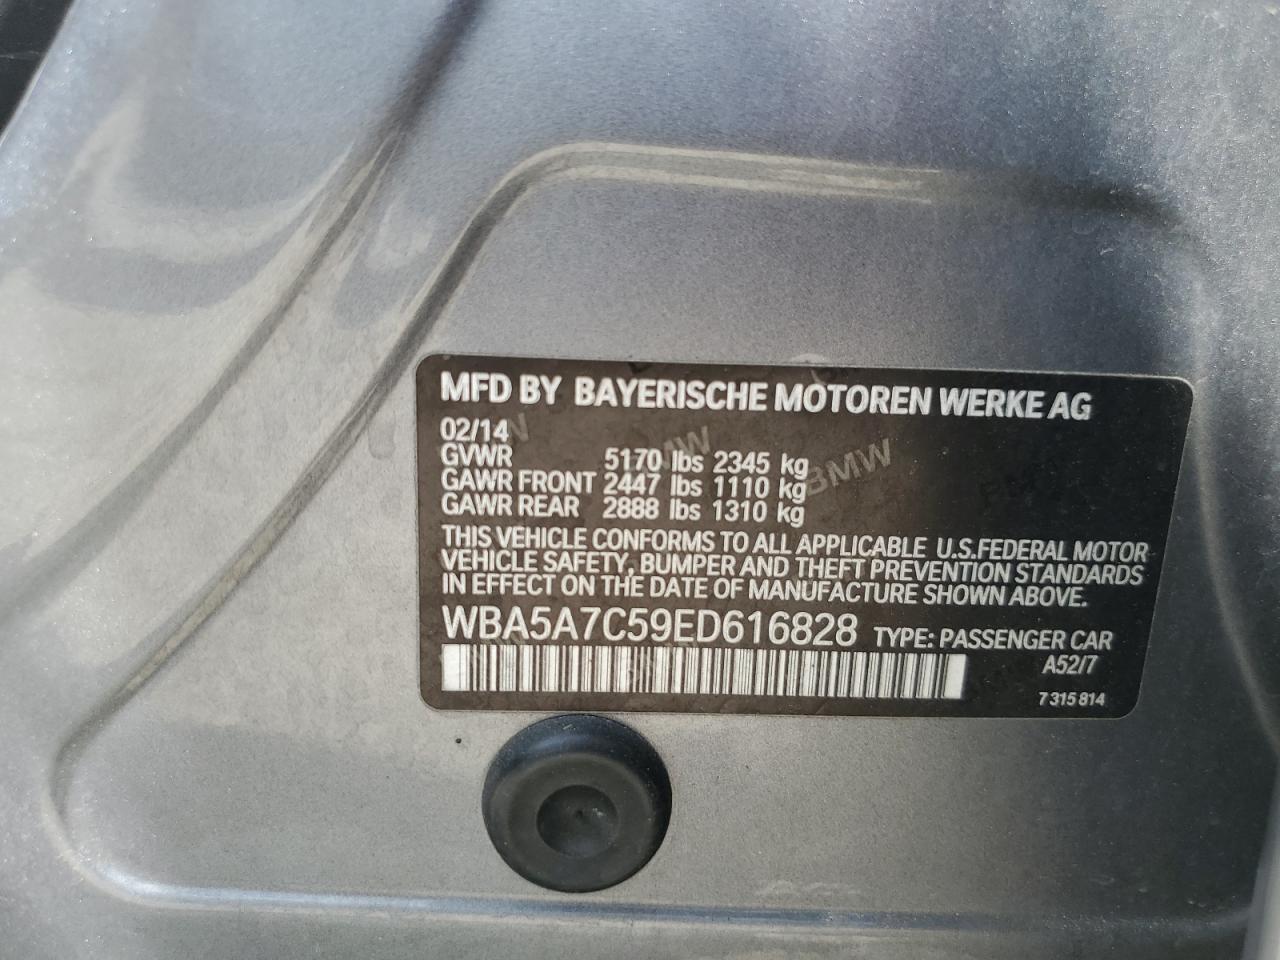 MFD BY BAYERISCHE MOTOREN WERKE AG
02/14
GVWR 5170 lbs 2345 kg
GAWR FRONT 2447 lbs 1110 kg
GAWR REAR 2888 lbs 1310 kg
THIS VEHICLE CONFORMS TO ALL APPLICABLE U.S.FEDERAL MOTOR
VEHICLE SAFETY, BUMPER AND THEFT PREVENTION STANDARDS
IN EFFECT ON THE DATE OF MANUFACTURE SHOWN ABOVE.
WBA5A7C59ED616828 TYPE: PASSENGER CAR
A52/7
7 315 814
BMW